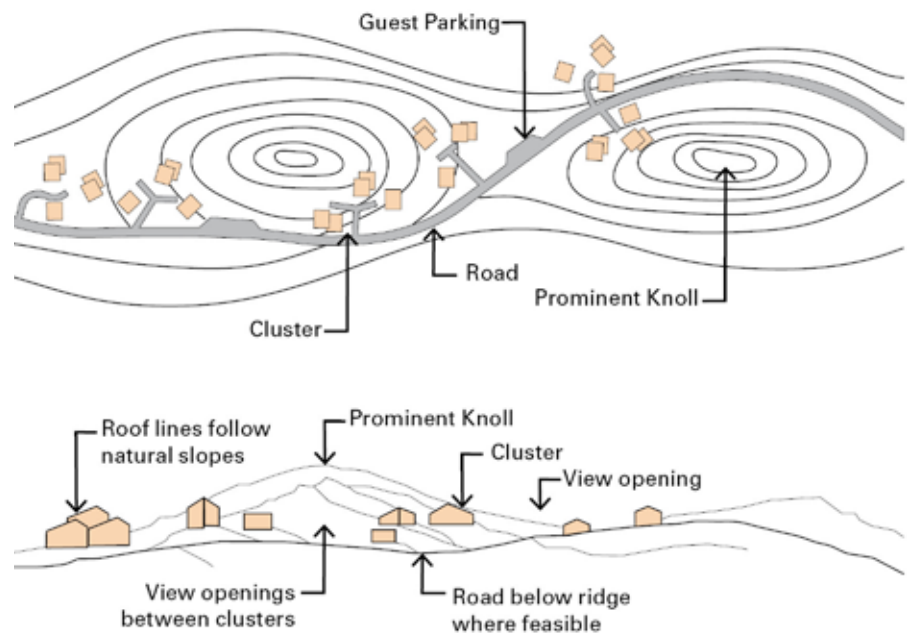 Guest Parking
Road
Prominent Knoll
Cluster
Prominent Knoll
Roof lines follow
natural slopes
Cluster
View opening
View openings
between clusters
Road below ridge
where feasible